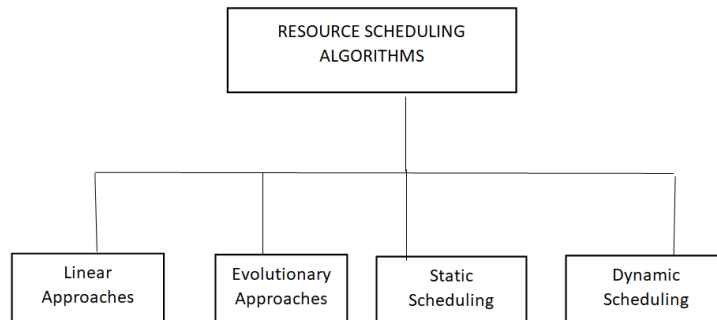 RESOURCE SCHEDULING
ALGORITHMS
Linear
Approaches
Evolutionary
Approaches
Static
Scheduling
Dynamic
Scheduling